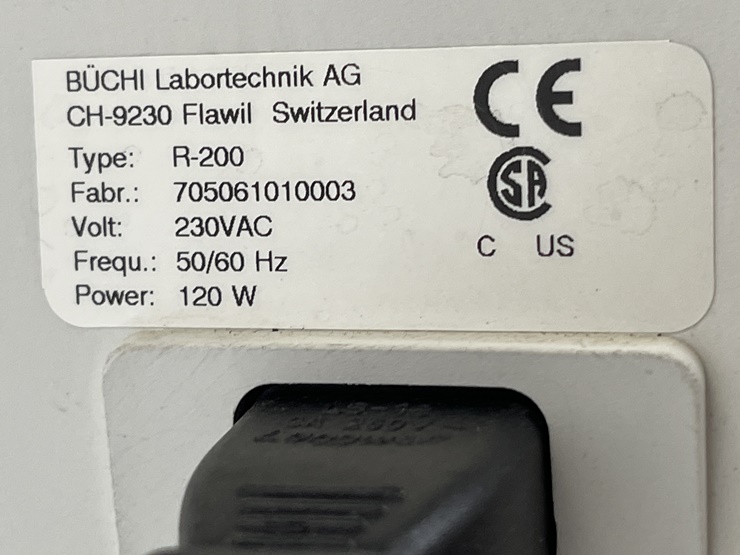 BÜCHI Labortechnik AG
CH-9230 Flawil Switzerland
CE
Type: R-200
Fabr.: 705061010003
SA
Volt: 230VAC
C US
Frequ.: 50/60 Hz
Power: 120 W